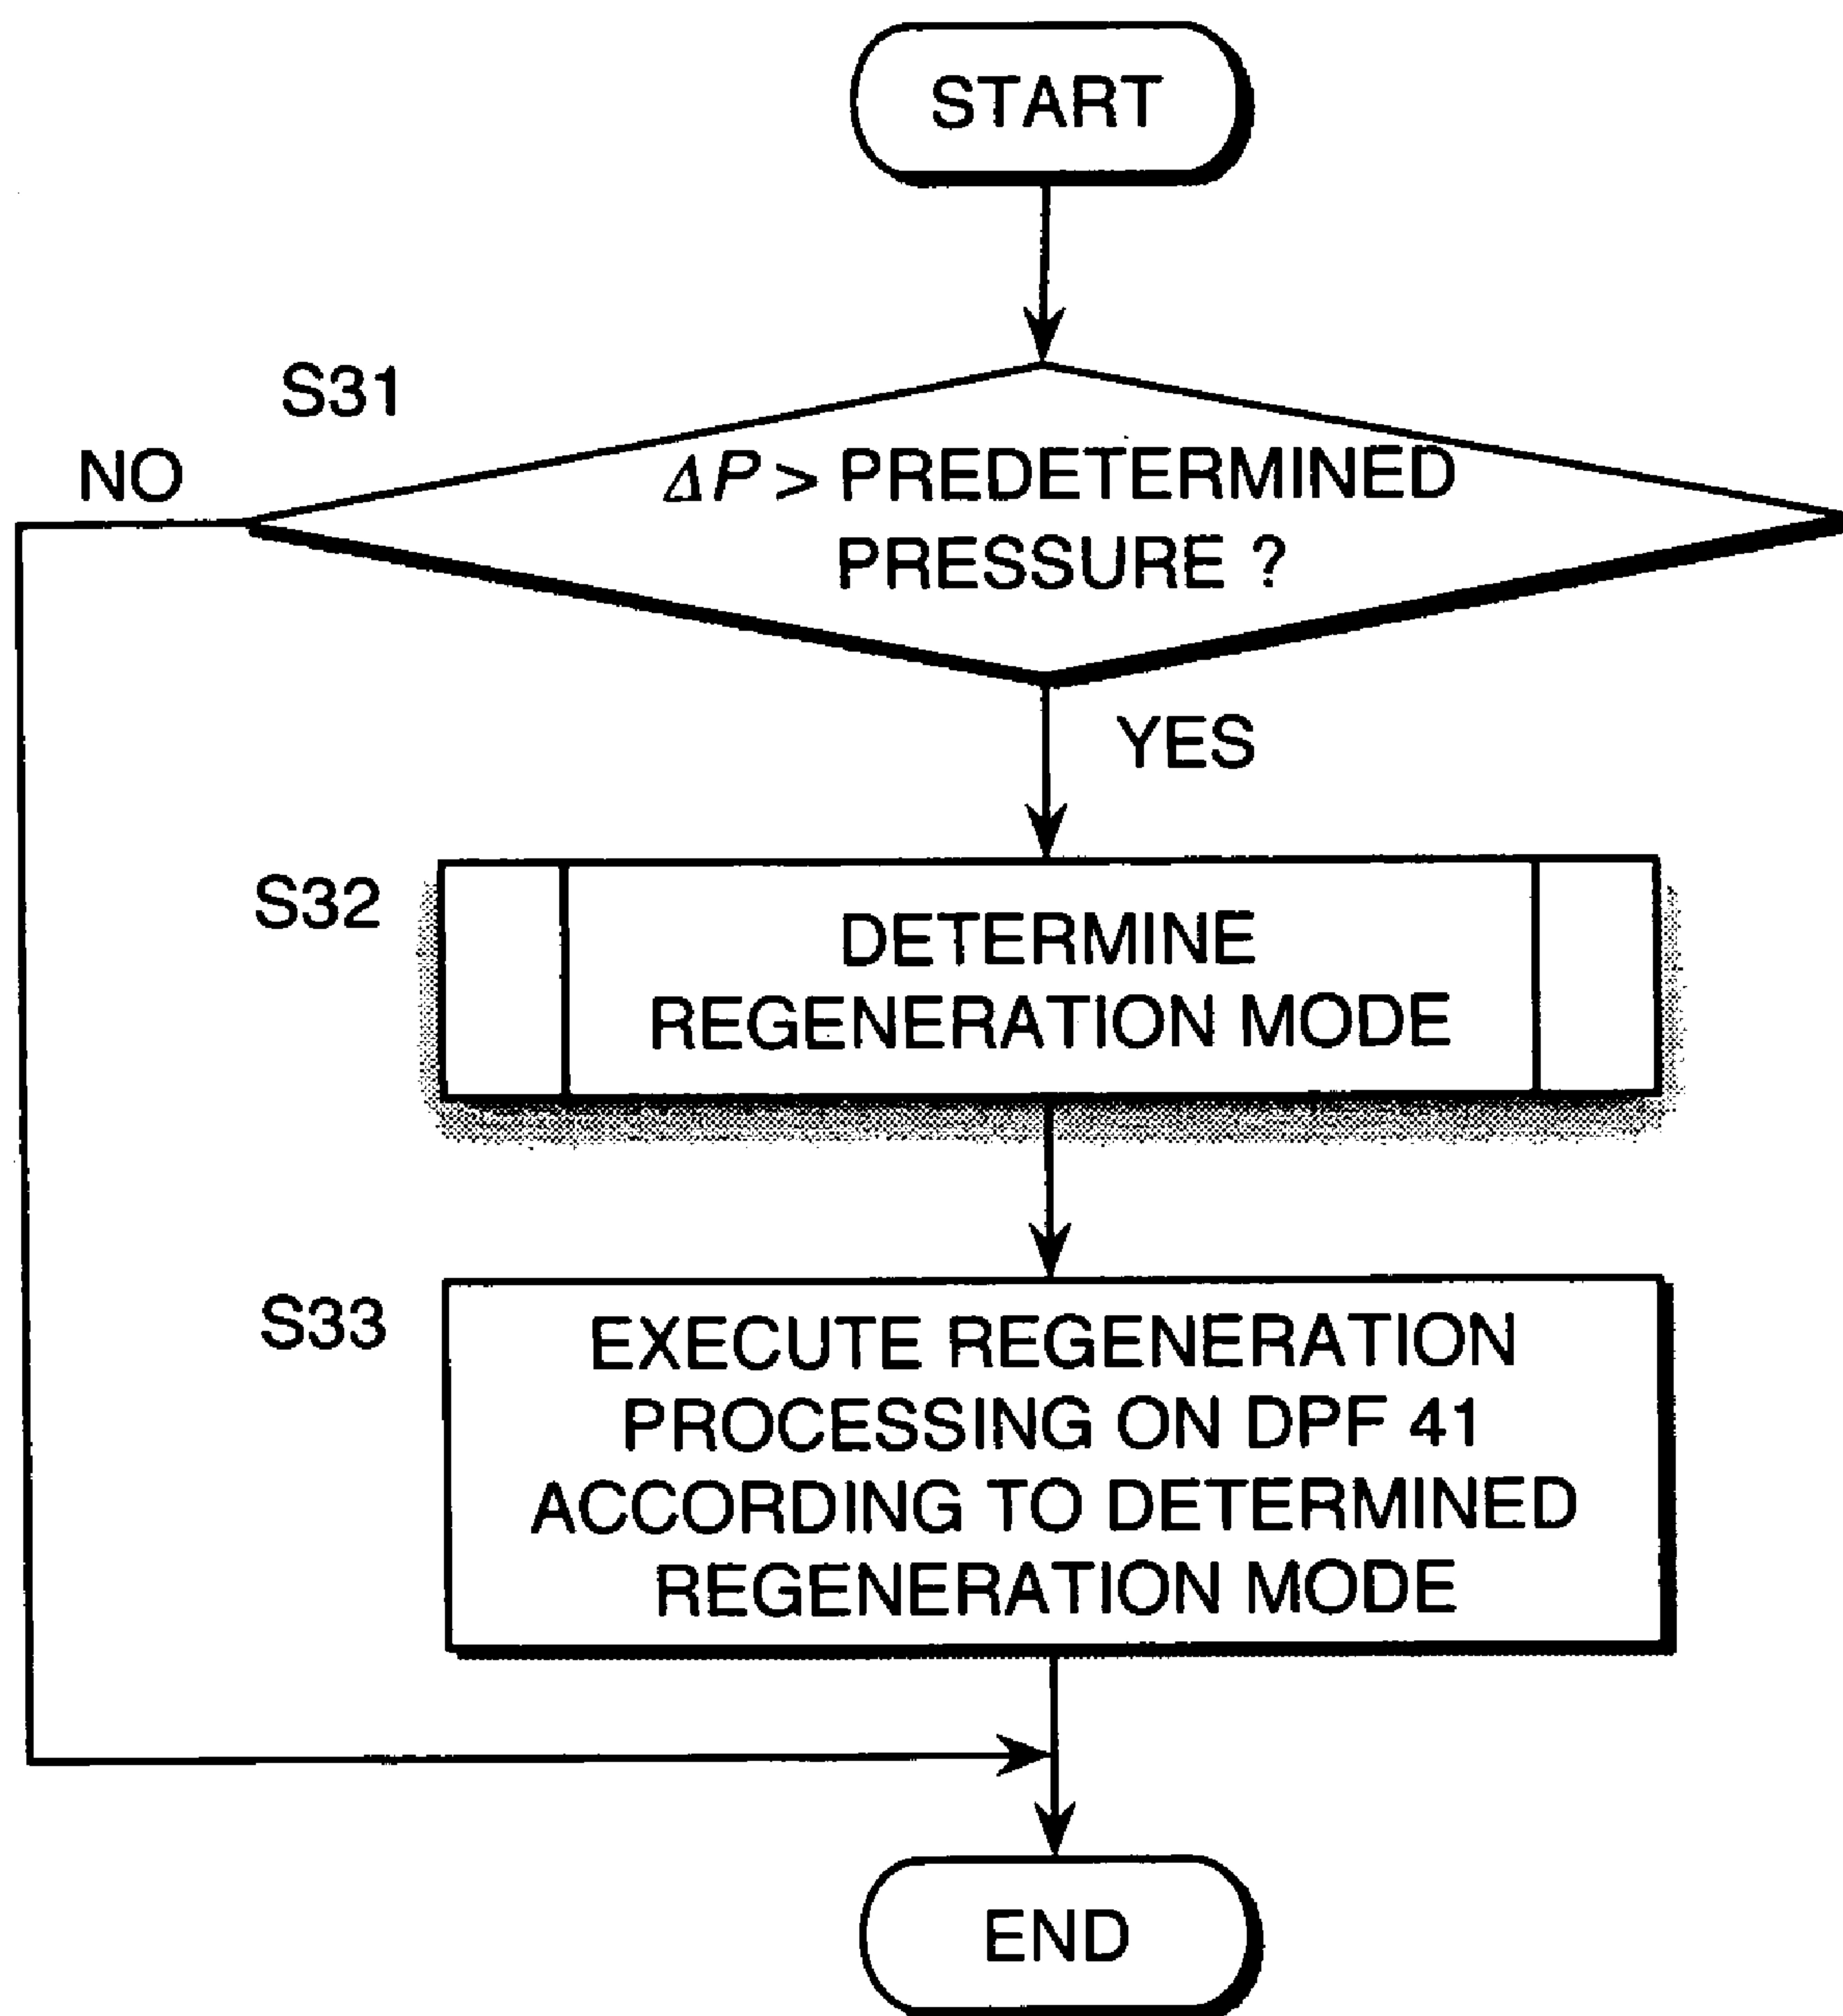 START
S31
NO
ΔP > PREDETERMINED
PRESSURE ?
YES
S32
DETERMINE
REGENERATION MODE
S33
EXECUTE REGENERATION
PROCESSING ON DPF 41
ACCORDING TO DETERMINED
REGENERATION MODE
END